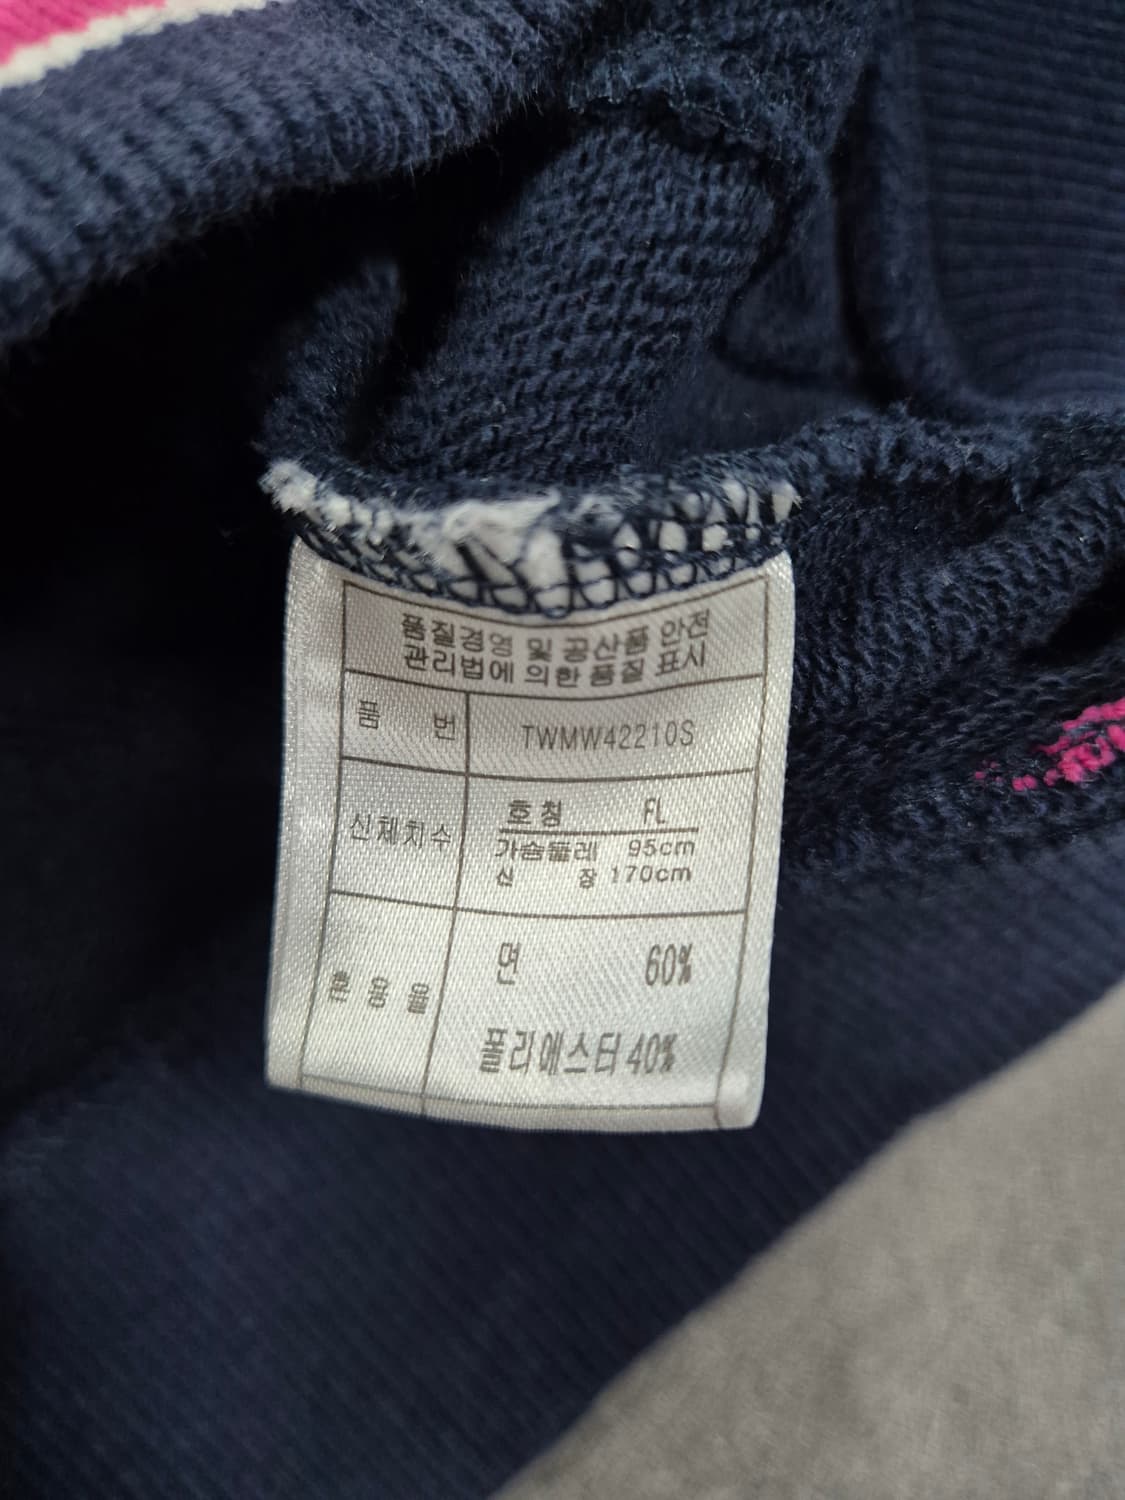 품질경영 및 공산품 안전
관리법에 의한 품질 표시
품 번 TWMW42210S
신체치수
호칭 FL
가슴둘레 95cm
신 장 170cm
혼 용 율
면 60%
폴리에스터 40%